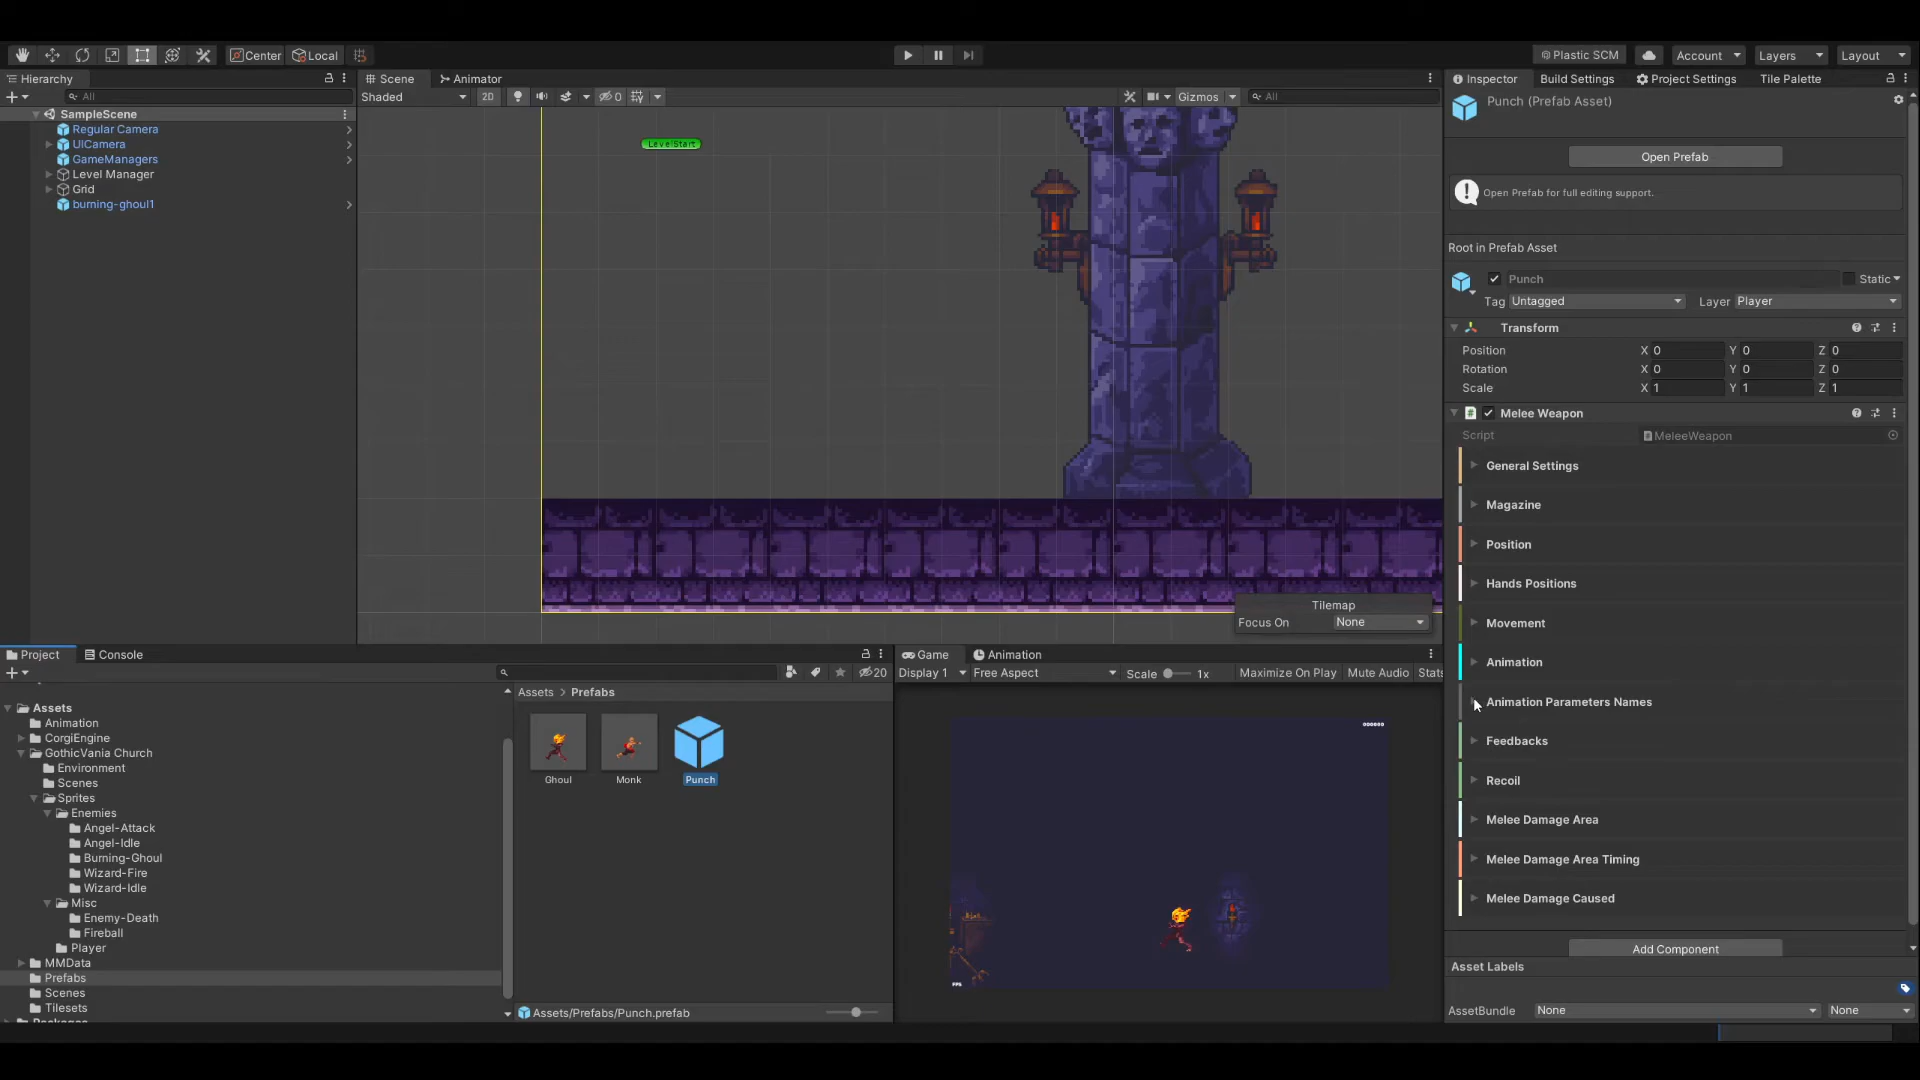 Center
Local
Plastic SCM
Account
Layers
Layout
Hierarchy
All
SampleScene
Regular Camera
UICamera
GameManagers
Level Manager
Grid
burning-ghoul1
Scene
Animator
Shaded
2D
0
Gizmos
All
LevelStart
Tilemap
Focus On
None
Inspector
Build Settings
Project Settings
Tile Palette
Punch (Prefab Asset)
Open Prefab
Open Prefab for full editing support.
Root in Prefab Asset
Punch
Static
Tag Untagged
Layer Player
Transform
Position X 0 Y 0 Z 0
Rotation X 0 Y 0 Z 0
Scale X 1 Y 1 Z 1
Melee Weapon
Script MeleeWeapon
General Settings
Magazine
Position
Hands Positions
Movement
Animation
Animation Parameters Names
Feedbacks
Recoil
Melee Damage Area
Melee Damage Area Timing
Melee Damage Caused
Add Component
Asset Labels
AssetBundle None None
Project
Console
20
Assets
Animation
CorgiEngine
GothicVania Church
Environment
Scenes
Sprites
Enemies
Angel-Attack
Angel-Idle
Burning-Ghoul
Wizard-Fire
Wizard-Idle
Misc
Enemy-Death
Fireball
Player
MMData
Prefabs
Scenes
Tilesets
Assets > Prefabs
Ghoul
Monk
Punch
Assets/Prefabs/Punch.prefab
Game
Animation
Display 1
Free Aspect
Scale 1x
Maximize On Play
Mute Audio
Stats
FPS